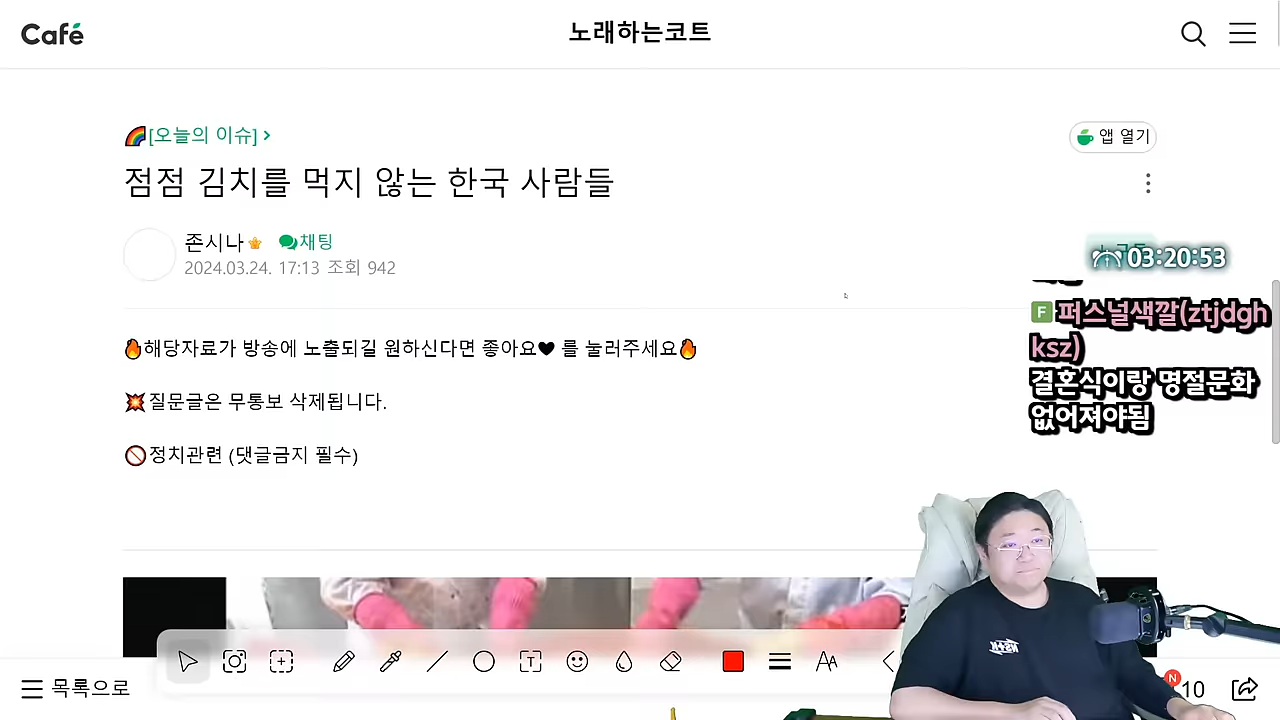 Café
노래하는코트
[오늘의 이슈] >
앱 열기
점점 김치를 먹지 않는 한국 사람들
존시나 채팅
2024.03.24. 17:13 조회 942
03:20:53
F 퍼스널색깔(ztjdgh
ksz)
결혼식이랑 명절문화
없어져야됨
해당자료가 방송에 노출되길 원하신다면 좋아요🖤 를 눌러주세요
질문글은 무통보 삭제됩니다.
정치관련 (댓글금지 필수)
T
AA
목록으로
N
10